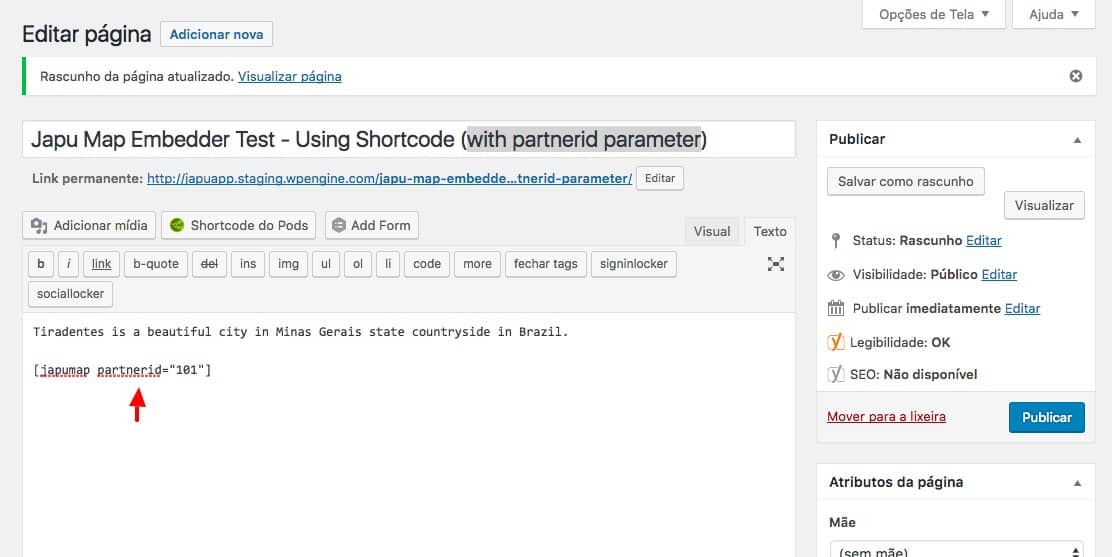 Opções de Tela
Ajuda
Editar página
Adicionar nova
Rascunho da página atualizado. Visualizar página
Japu Map Embedder Test - Using Shortcode (with partnerid parameter)
Link permanente: http://japuapp.staging.wpengine.com/japu-map-embedde...tnerid-parameter/ Editar
Adicionar mídia
Shortcode do Pods
Add Form
Visual
Texto
b
i
link
b-quote
del
ins
img
ul
ol
li
code
more
fechar tags
signinlocker
sociallocker
Tiradentes is a beautiful city in Minas Gerais state countryside in Brazil.
[japumap partnerid="101"]
Publicar
Salvar como rascunho
Visualizar
Status: Rascunho Editar
Visibilidade: Público Editar
Publicar imediatamente Editar
Legibilidade: OK
SEO: Não disponível
Mover para a lixeira
Publicar
Atributos da página
Mãe
(sem mãe)